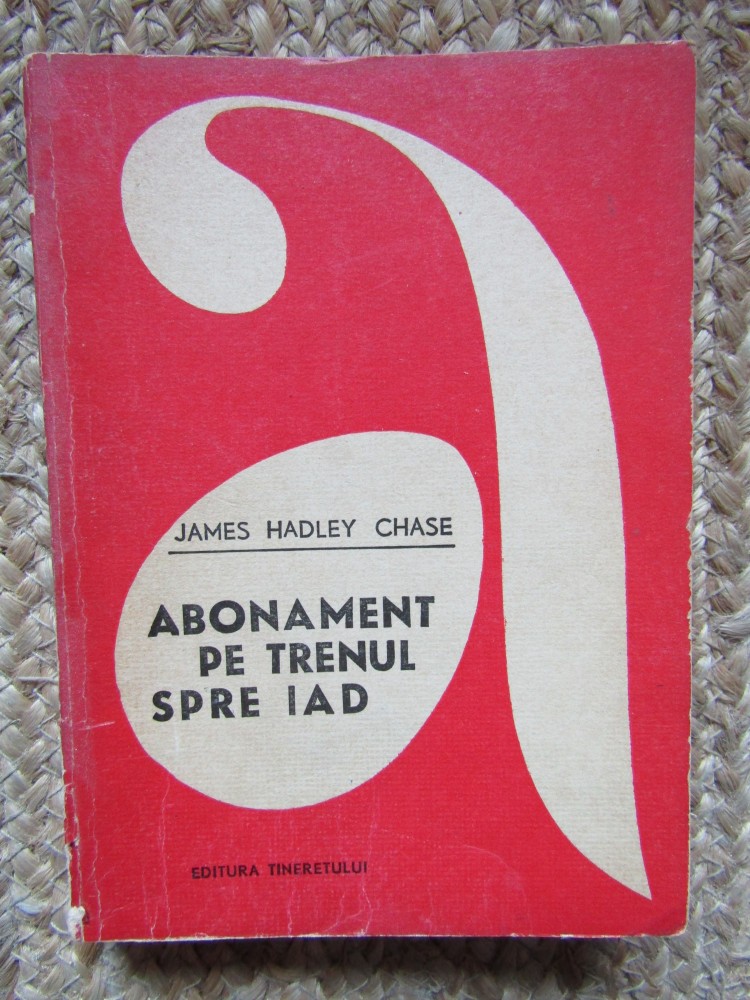 JAMES HADLEY CHASE
ABONAMENT
PE TRENUL
SPRE IAD
EDITURA TINERETULUI